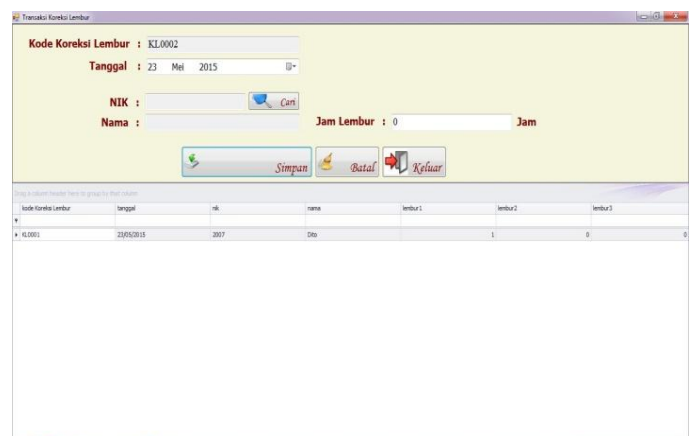 Transaksi Koreksi Lembur
Kode Koreksi Lembur : KL0002
Tanggal : 23 Mei 2015
NIK : Cari
Nama : Jam Lembur : 0 Jam
Simpan Batal Keluar
Drag a column header here to group by that column
kode Koreksi Lembur tanggal nik nama lembur1 lembur2 lembur3
KL0001 23/05/2015 2007 Dito 1 0 0